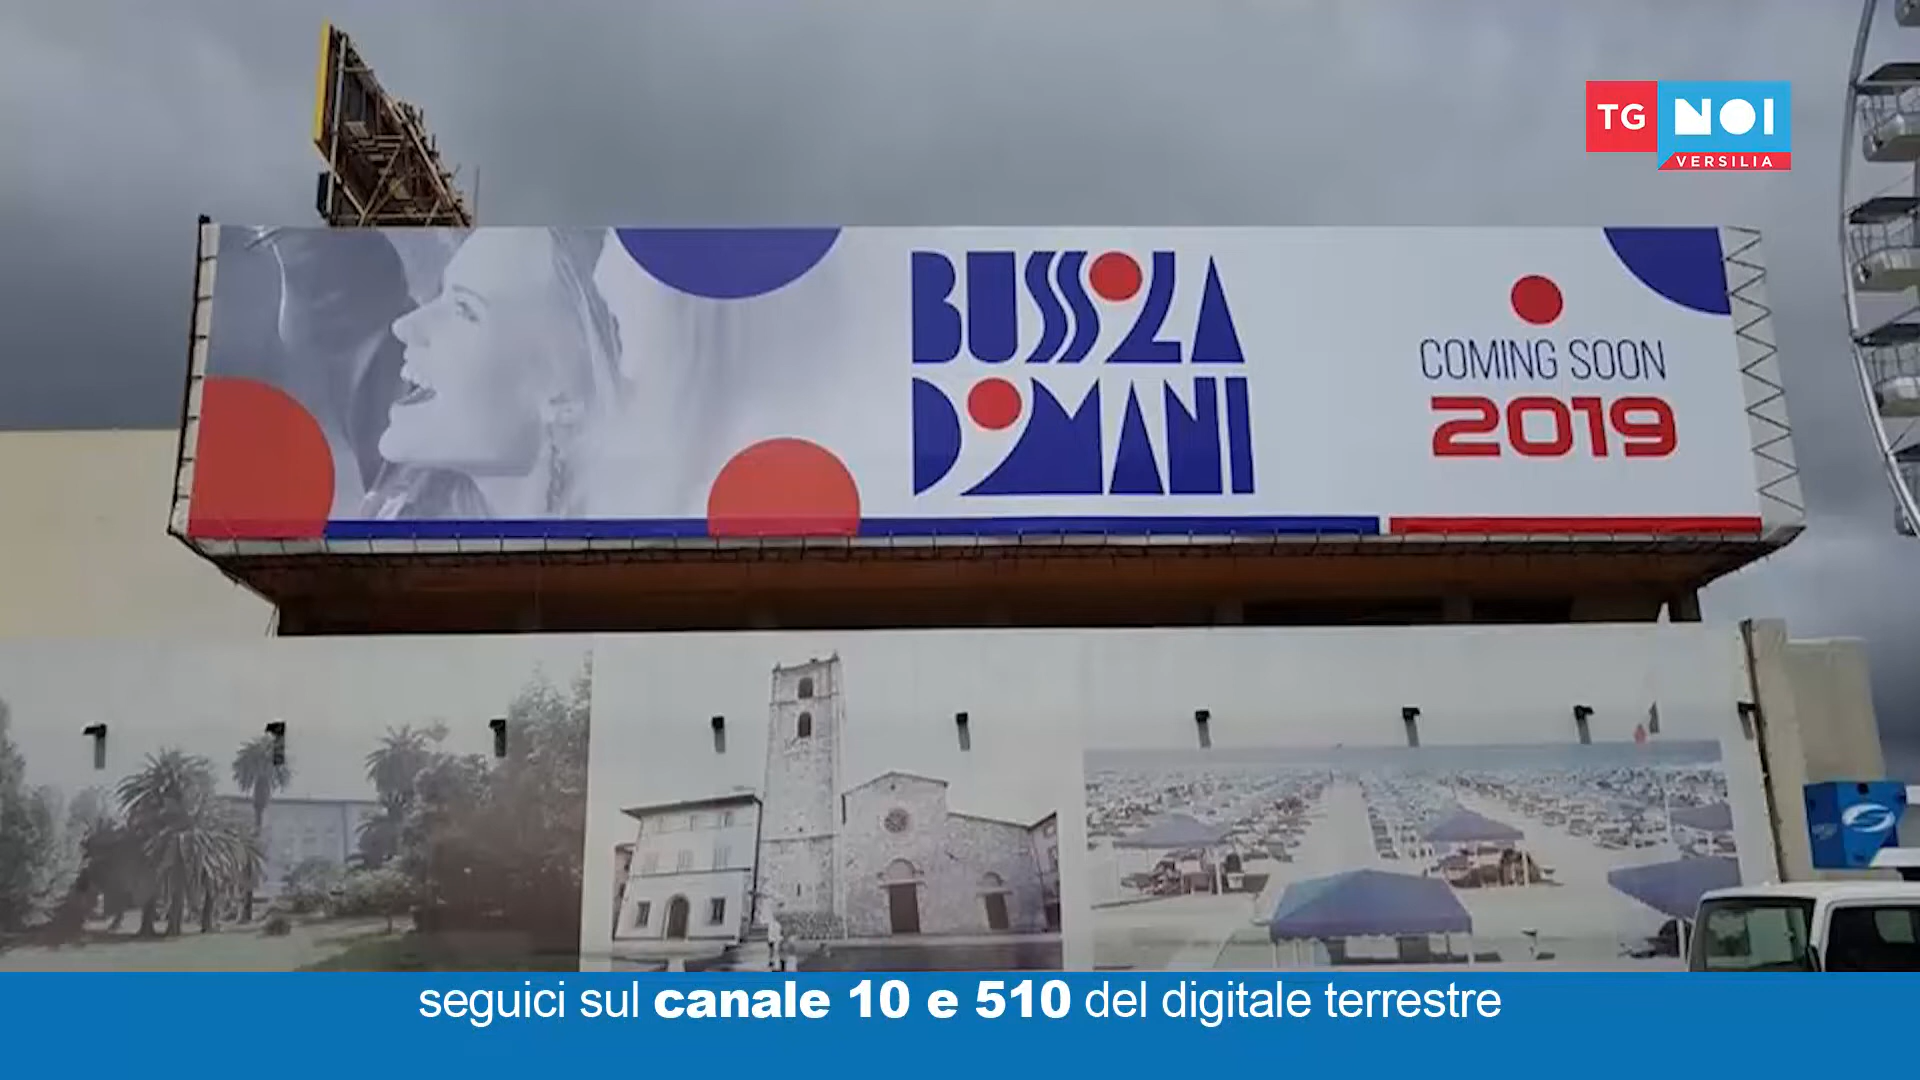 TG NOI
VERSILIA
BUSSOLA
DOMANI
COMING SOON
2019
seguici sul canale 10 e 510 del digitale terrestre